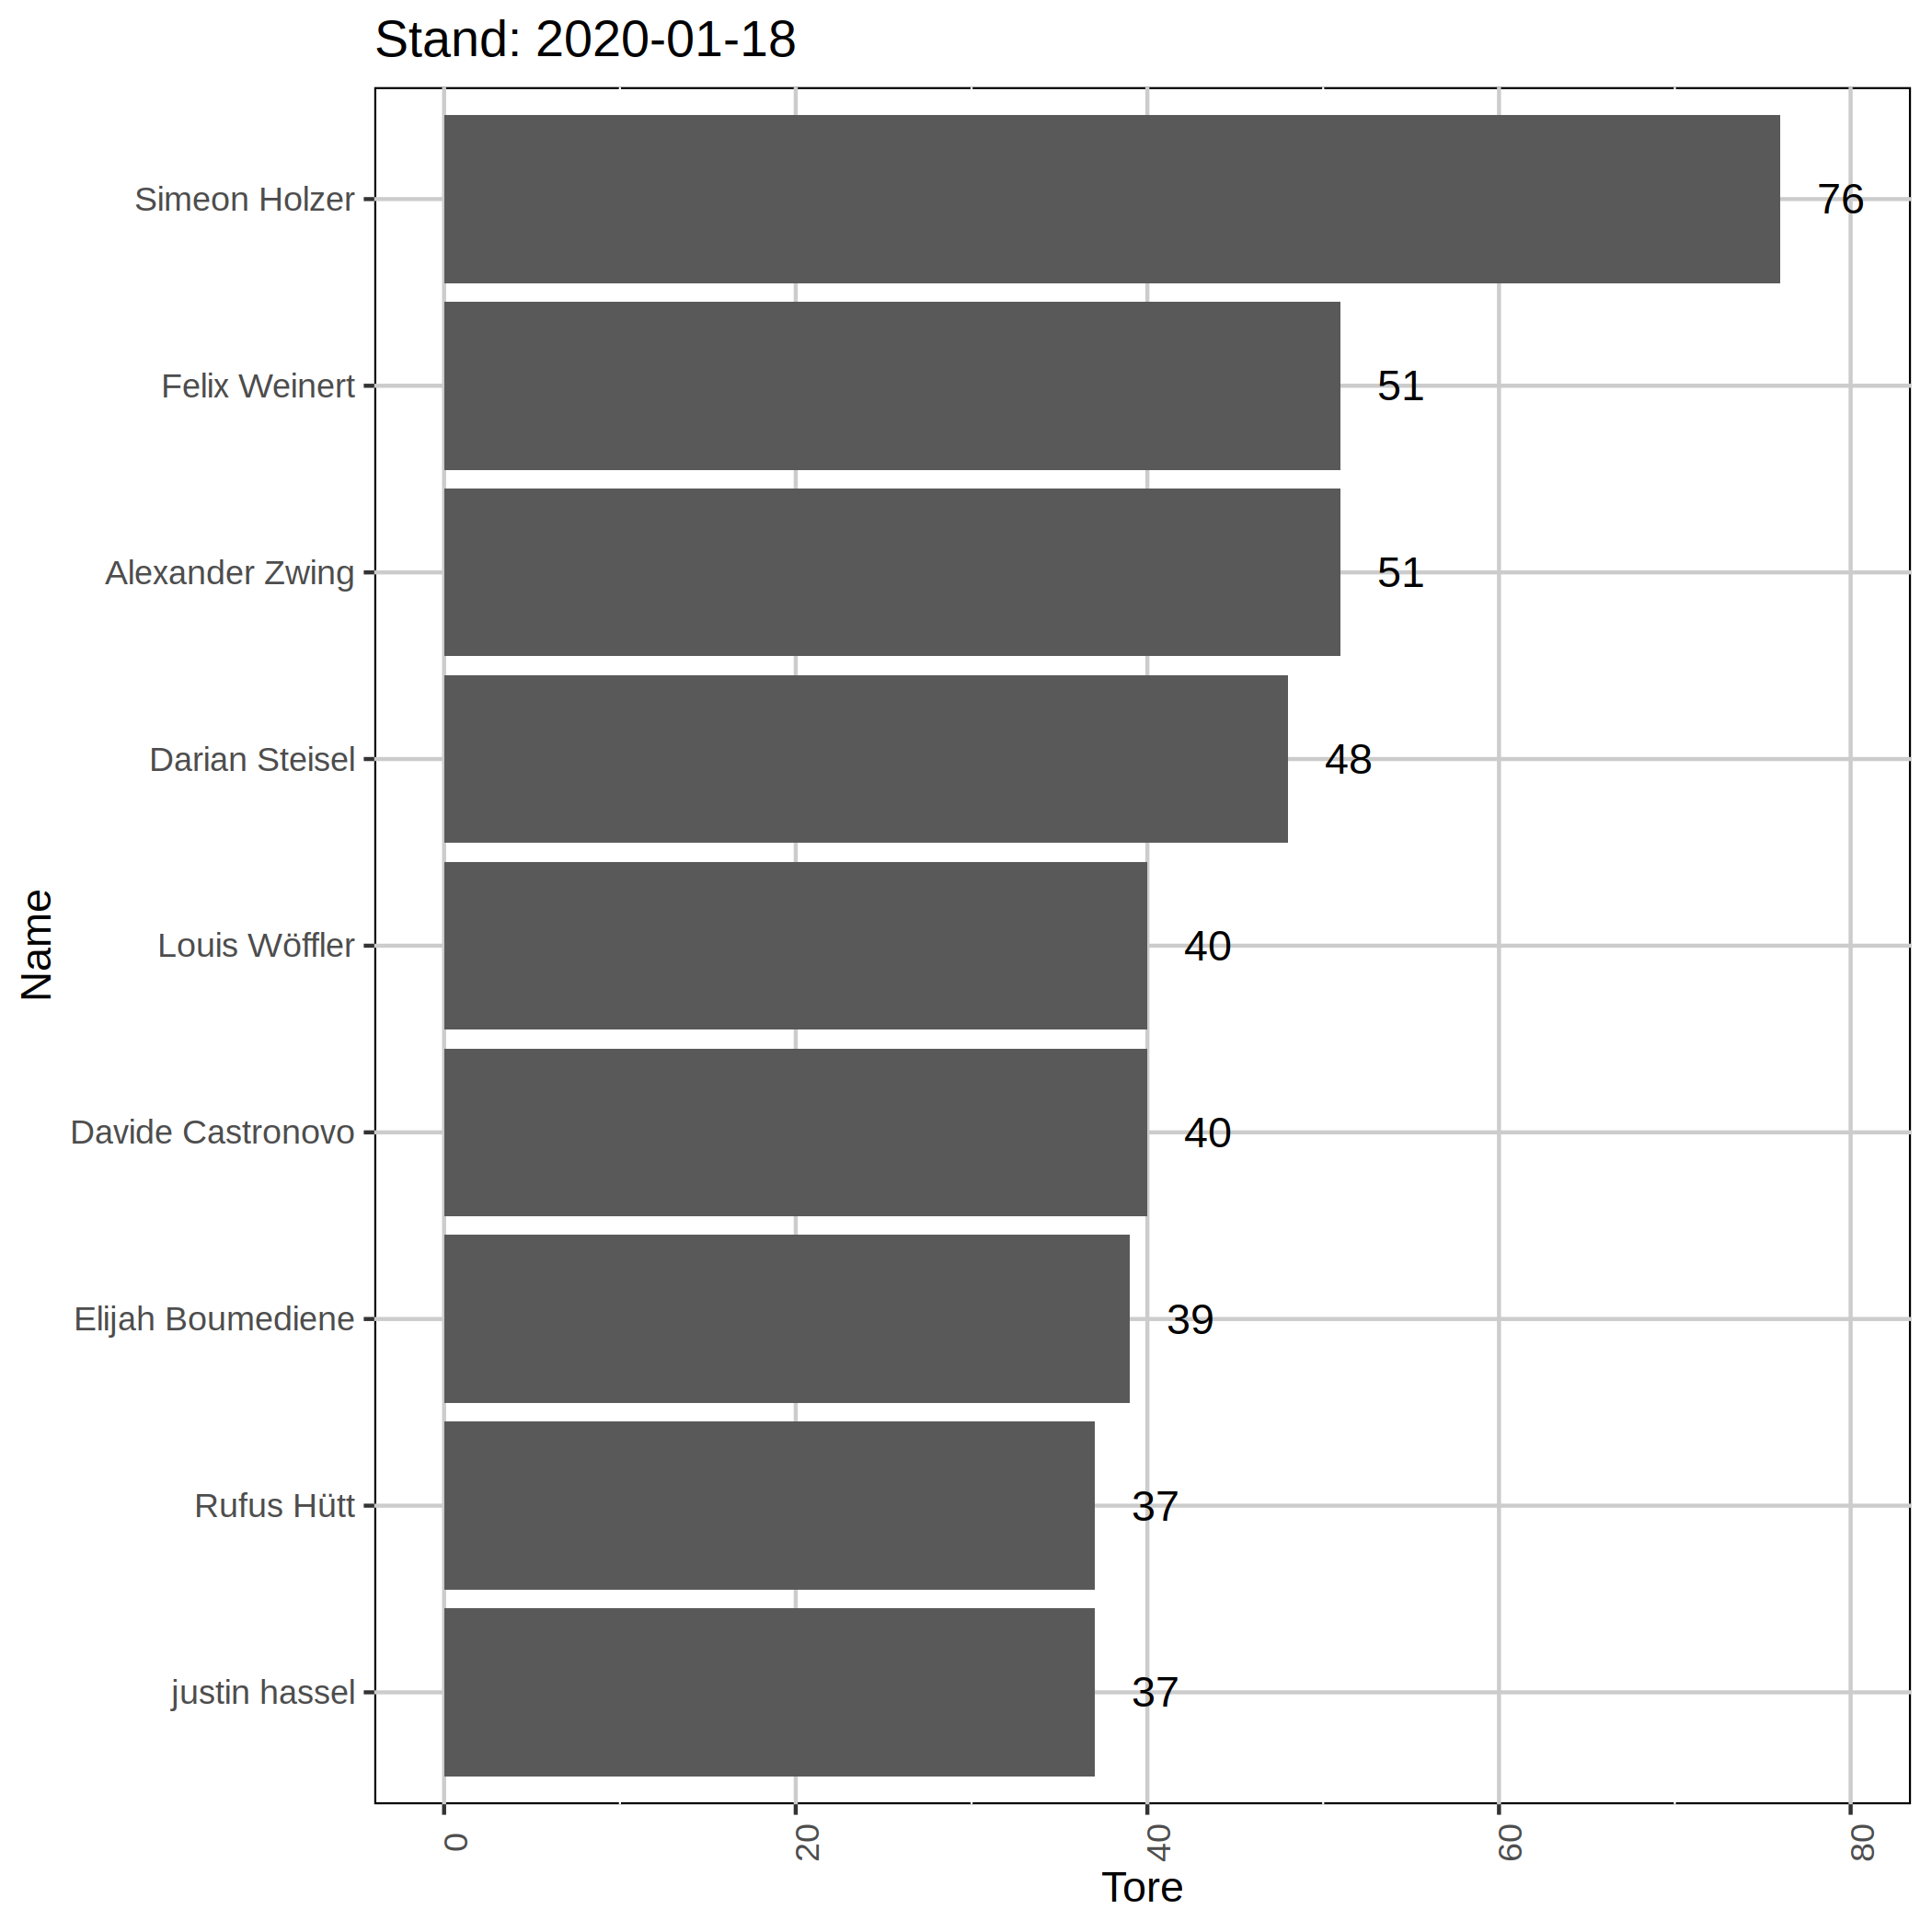 Stand: 2020-01-18
Name
Simeon Holzer 76
Felix Weinert 51
Alexander Zwing 51
Darian Steisel 48
Louis Wöffler 40
Davide Castronovo 40
Elijah Boumediene 39
Rufus Hütt 37
justin hassel 37
0 20 40 60 80
Tore